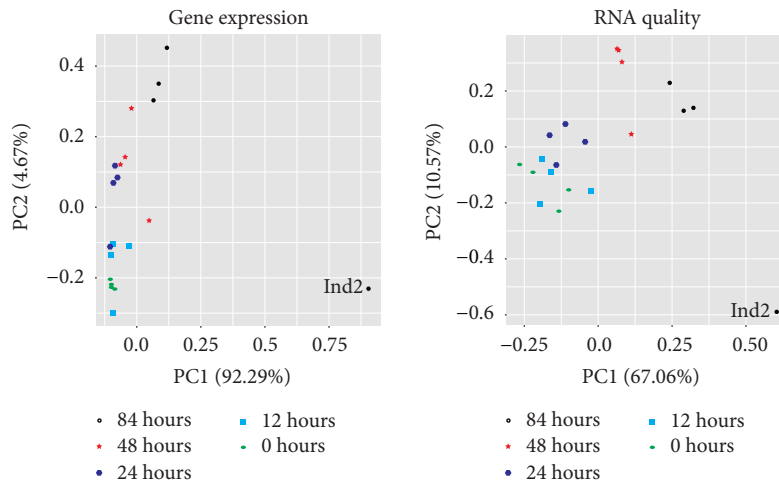 Gene expression
0.4
0.2
0.0
−0.2
PC2 (4.67%)
Ind2
0.0
0.25
0.50
0.75
PC1 (92.29%)
84 hours
48 hours
24 hours
12 hours
0 hours
RNA quality
0.2
0.0
−0.2
−0.4
−0.6
PC2 (10.57%)
Ind2
−0.25
0.0
0.25
0.50
PC1 (67.06%)
84 hours
48 hours
24 hours
12 hours
0 hours